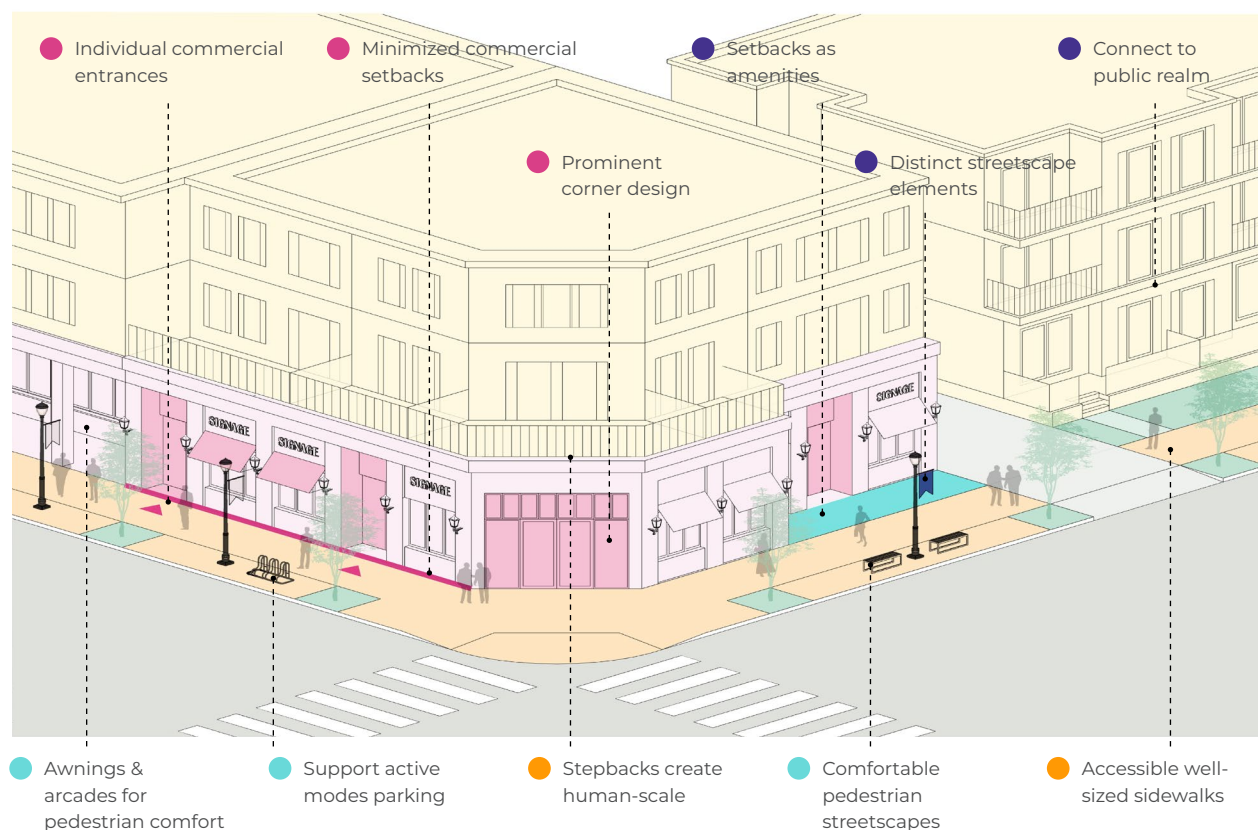 Individual commercial
entrances
Minimized commercial
setbacks
Setbacks as
amenities
Connect to
public realm
Prominent
corner design
Distinct streetscape
elements
SIGNAGE
SIGNAGE
SIGNAGE
SIGNAGE
Awnings &
arcades for
pedestrian comfort
Support active
modes parking
Stepbacks create
human-scale
Comfortable
pedestrian
streetscapes
Accessible well-
sized sidewalks